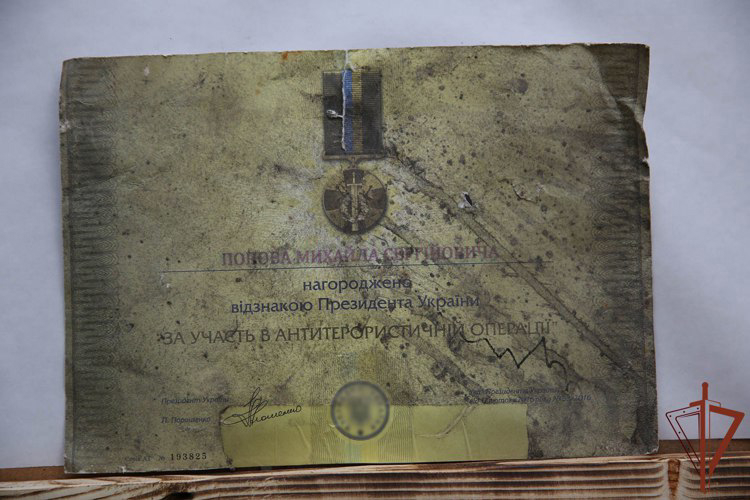 ПОПОВА МИХАЙЛА СЕРГІЙОВИЧА
нагороджено
відзнакою Президента України
ЗА УЧАСТЬ В АНТИТЕРОРИСТИЧНІЙ ОПЕРАЦІЇ
Президент України
П. Порошенко
№ 193825